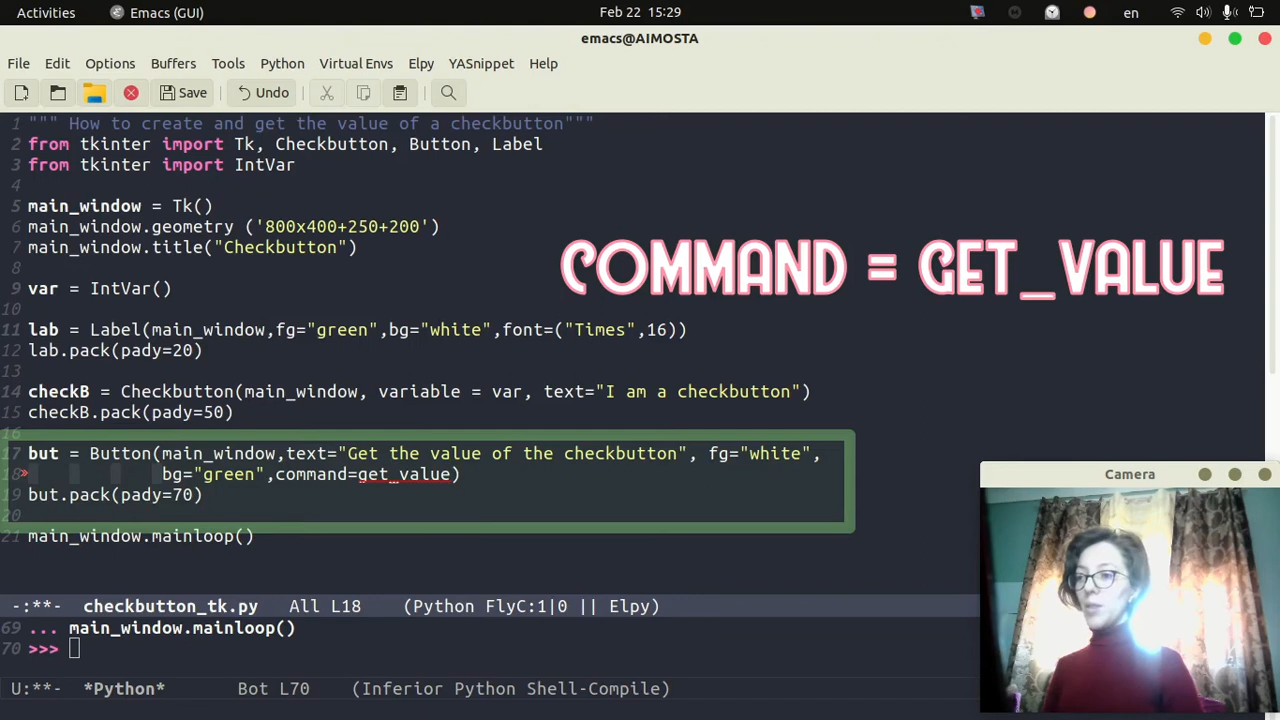 Activities Emacs (GUI) Feb 22 15:29 en
emacs@AIMOSTA
File Edit Options Buffers Tools Python Virtual Envs Elpy YASnippet Help
Save Undo
1 """ How to create and get the value of a checkbutton"""
2 from tkinter import Tk, Checkbutton, Button, Label
3 from tkinter import IntVar
4
5 main_window = Tk()
6 main_window.geometry ('800x400+250+200')
7 main_window.title("Checkbutton")
8
COMMAND = GET_VALUE
9 var = IntVar()
10
11 lab = Label(main_window,fg="green",bg="white",font=("Times",16))
12 lab.pack(pady=20)
13
14 checkB = Checkbutton(main_window, variable = var, text="I am a checkbutton")
15 checkB.pack(pady=50)
16
17 but = Button(main_window,text="Get the value of the checkbutton", fg="white",
18 bg="green",command=get_value)
19 but.pack(pady=70)
20
21 main_window.mainloop()
Camera
-:**- checkbutton_tk.py All L18 (Python FlyC:1|0 || Elpy)
69 ... main_window.mainloop()
70 >>>
U:**- *Python* Bot L70 (Inferior Python Shell-Compile)